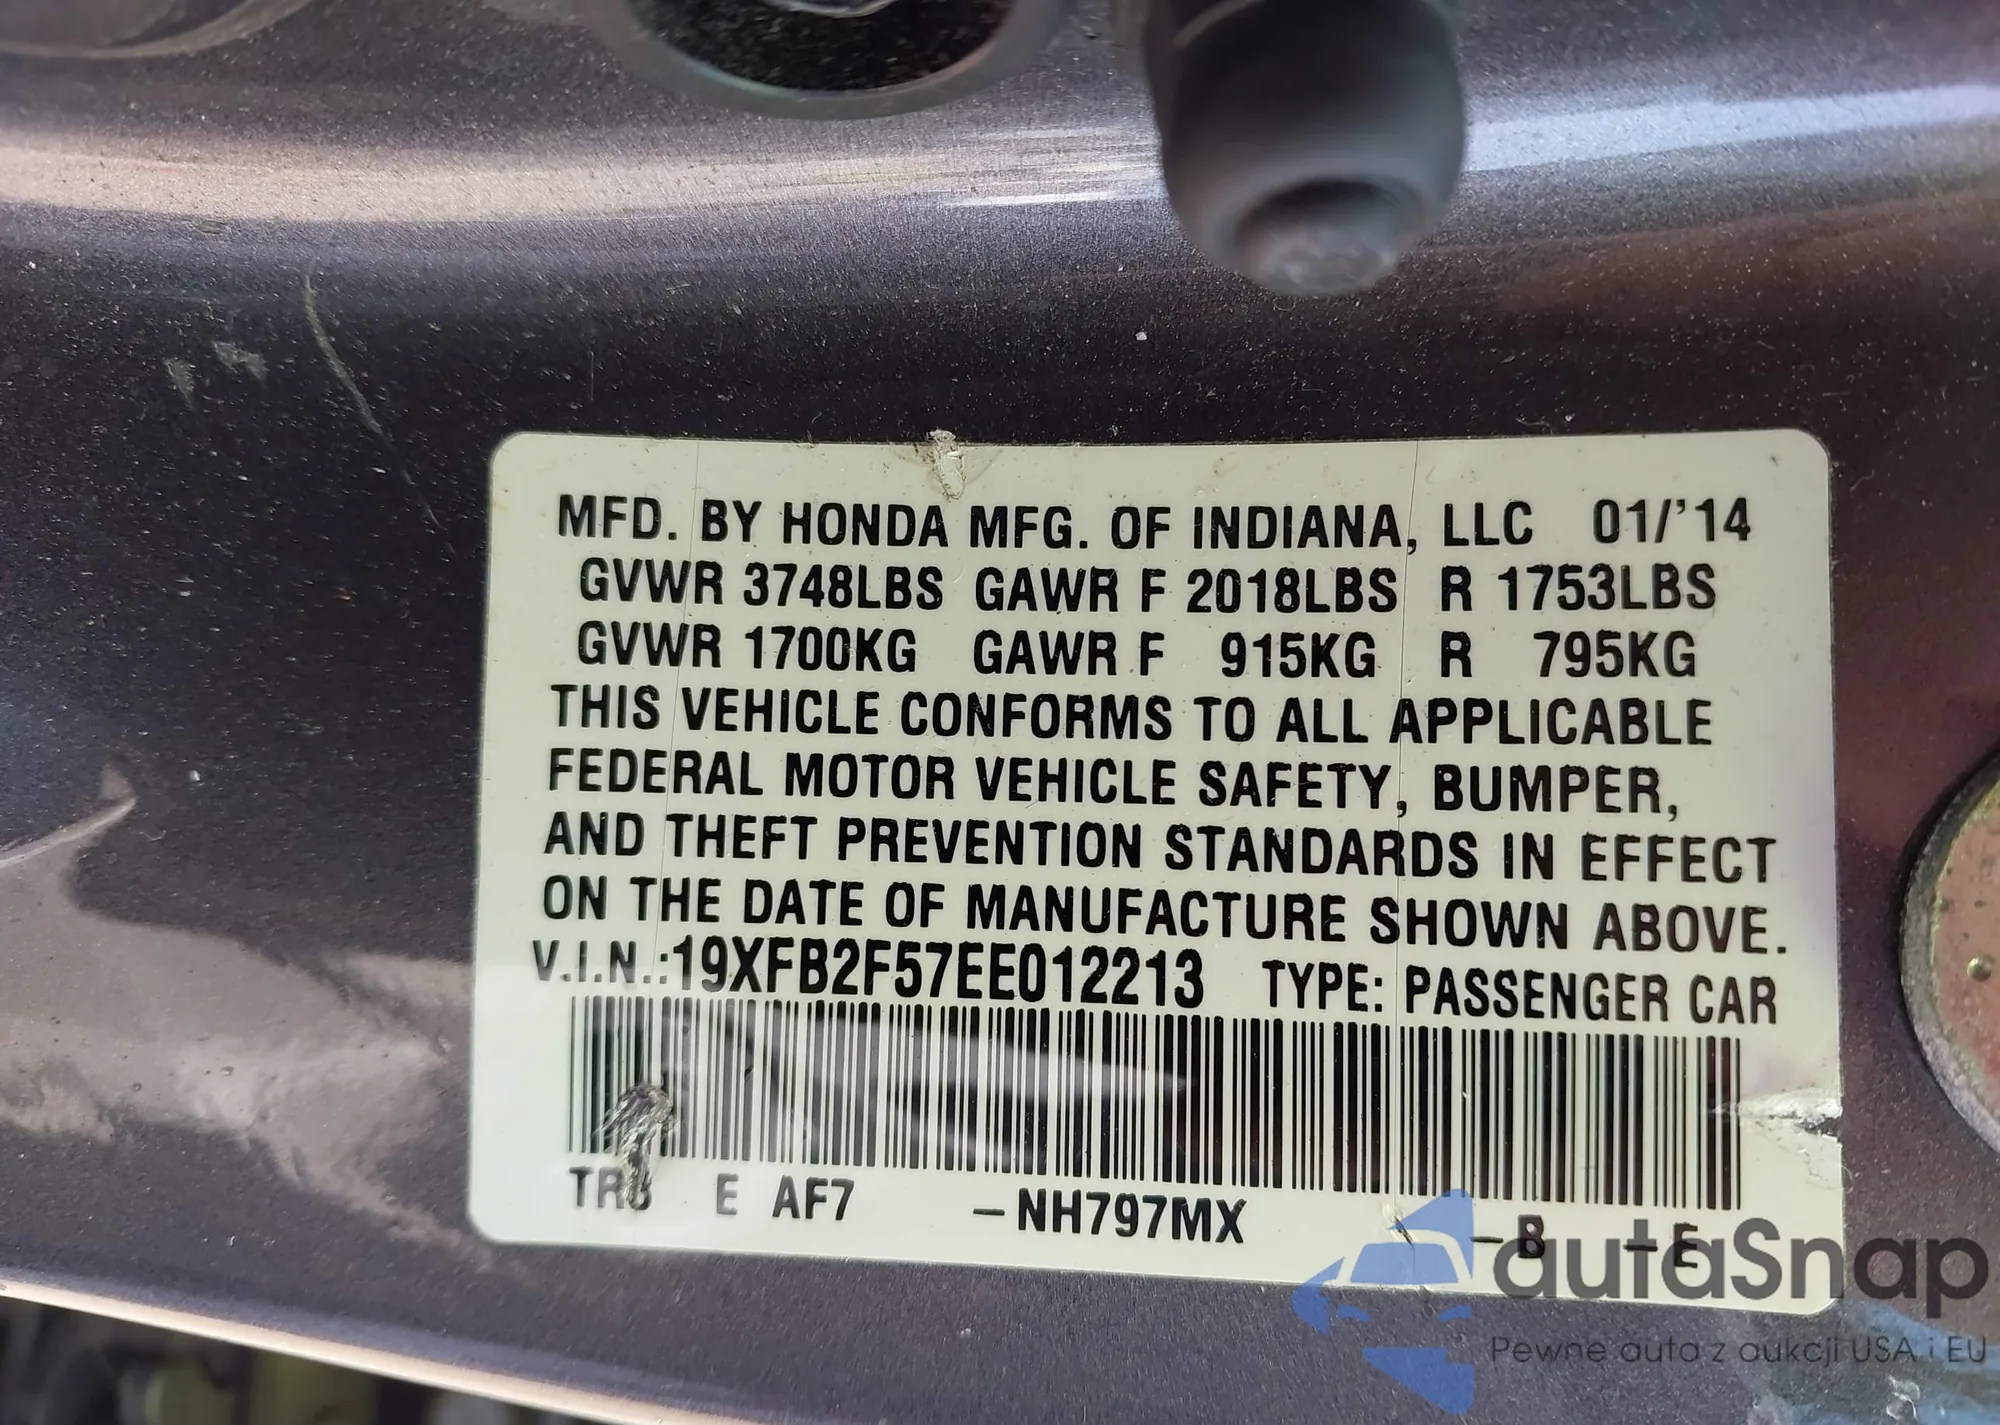 MFD. BY HONDA MFG. OF INDIANA, LLC 01/'14
GVWR 3748LBS GAWR F 2018LBS R 1753LBS
GVWR 1700KG GAWR F 915KG R 795KG
THIS VEHICLE CONFORMS TO ALL APPLICABLE
FEDERAL MOTOR VEHICLE SAFETY, BUMPER,
AND THEFT PREVENTION STANDARDS IN EFFECT
ON THE DATE OF MANUFACTURE SHOWN ABOVE.
V.I.N.:19XFB2F57EE012213 TYPE: PASSENGER CAR
E AF7 -NH797MX -B -E
autaSnap
Pewne auta z aukcji USA i EU